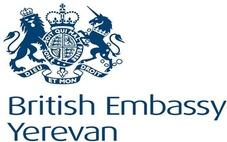 DIEU ET MON DROIT
British Embassy
Yerevan